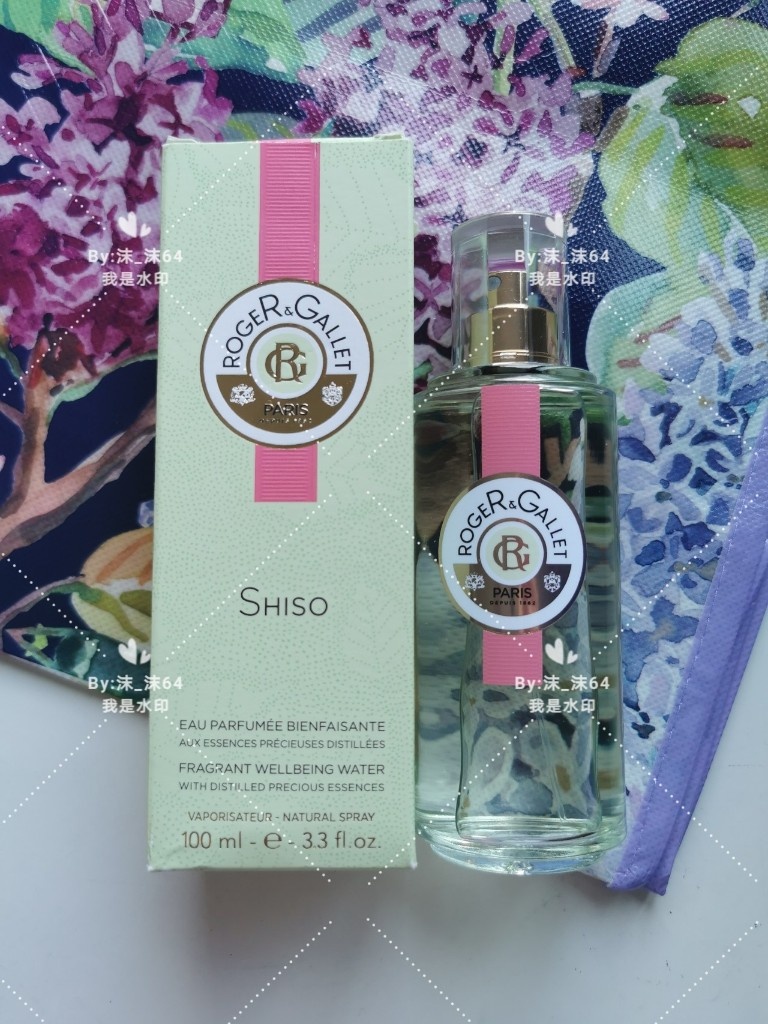 ROGER & GALLET
RG
PARIS
SHISO
EAU PARFUMÉE BIENFAISANTE
AUX ESSENCES PRÉCIEUSES DISTILLÉES
FRAGRANT WELLBEING WATER
WITH DISTILLED PRECIOUS ESSENCES
VAPORISATEUR - NATURAL SPRAY
100 ml - ℮ - 3.3 fl.oz.
ROGER & GALLET
RG
PARIS
DEPUIS 1862
By:沫_沫64
我是水印
By:沫_沫64
我是水印
By:沫_沫64
我是水印
By:沫_沫64
我是水印